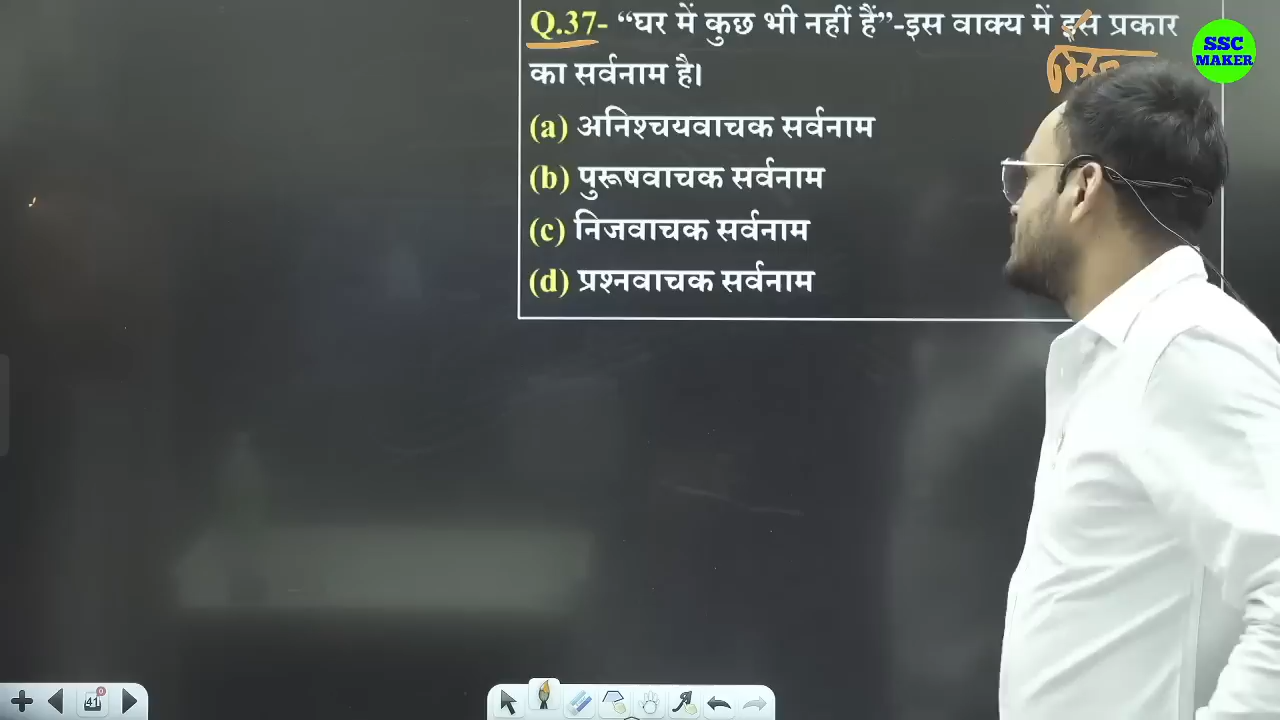 Q.37- “घर में कुछ भी नहीं हैं”-इस वाक्य में इस प्रकार
का सर्वनाम है।
(a) अनिश्चयवाचक सर्वनाम
(b) पुरूषवाचक सर्वनाम
(c) निजवाचक सर्वनाम
(d) प्रश्नवाचक सर्वनाम
SSC
MAKER
41